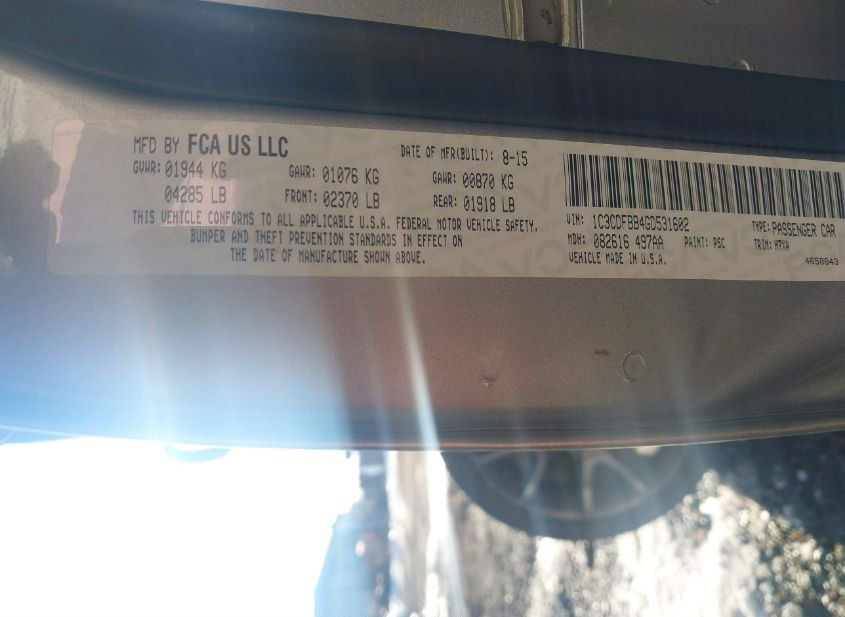 MFD BY FCA US LLC
DATE OF MFR(BUILT): 8-15
GVWR: 01944 KG
GAWR: 01076 KG
GAWR: 00870 KG
04285 LB
FRONT: 02370 LB
REAR: 01918 LB
THIS VEHICLE CONFORMS TO ALL APPLICABLE U.S.A. FEDERAL MOTOR VEHICLE SAFETY,
BUMPER AND THEFT PREVENTION STANDARDS IN EFFECT ON
THE DATE OF MANUFACTURE SHOWN ABOVE.
VIN: 1C3CDFBB4GD531602
TYPE: PASSENGER CAR
MDH: 082616 497AA
PAINT: PSC
TRIM:
VEHICLE MADE IN U.S.A.
4658843